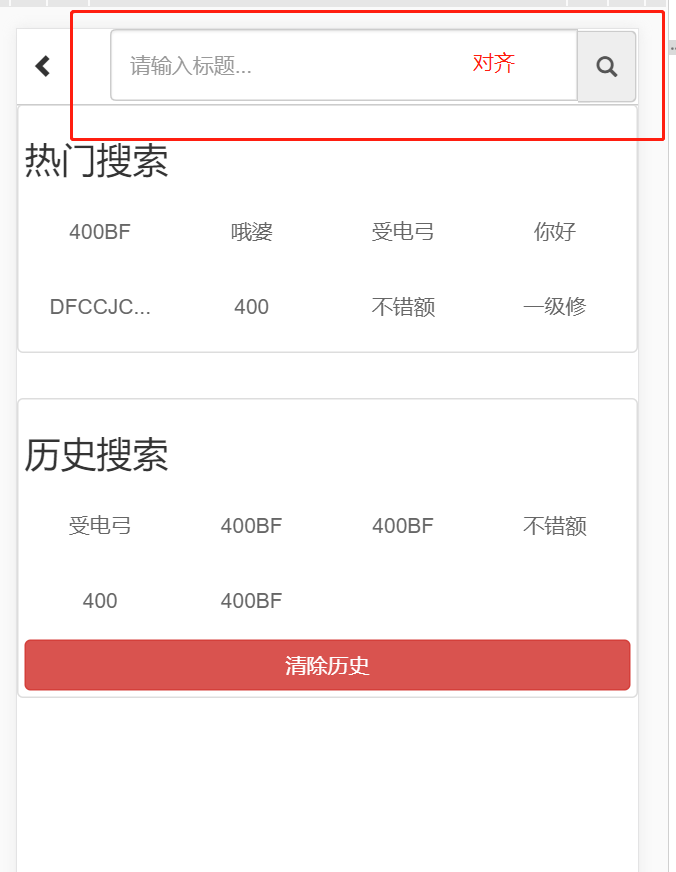 请输入标题...
对齐
热门搜索
400BF 哦婆 受电弓 你好
DFCCJC... 400 不错额 一级修
历史搜索
受电弓 400BF 400BF 不错额
400 400BF
清除历史